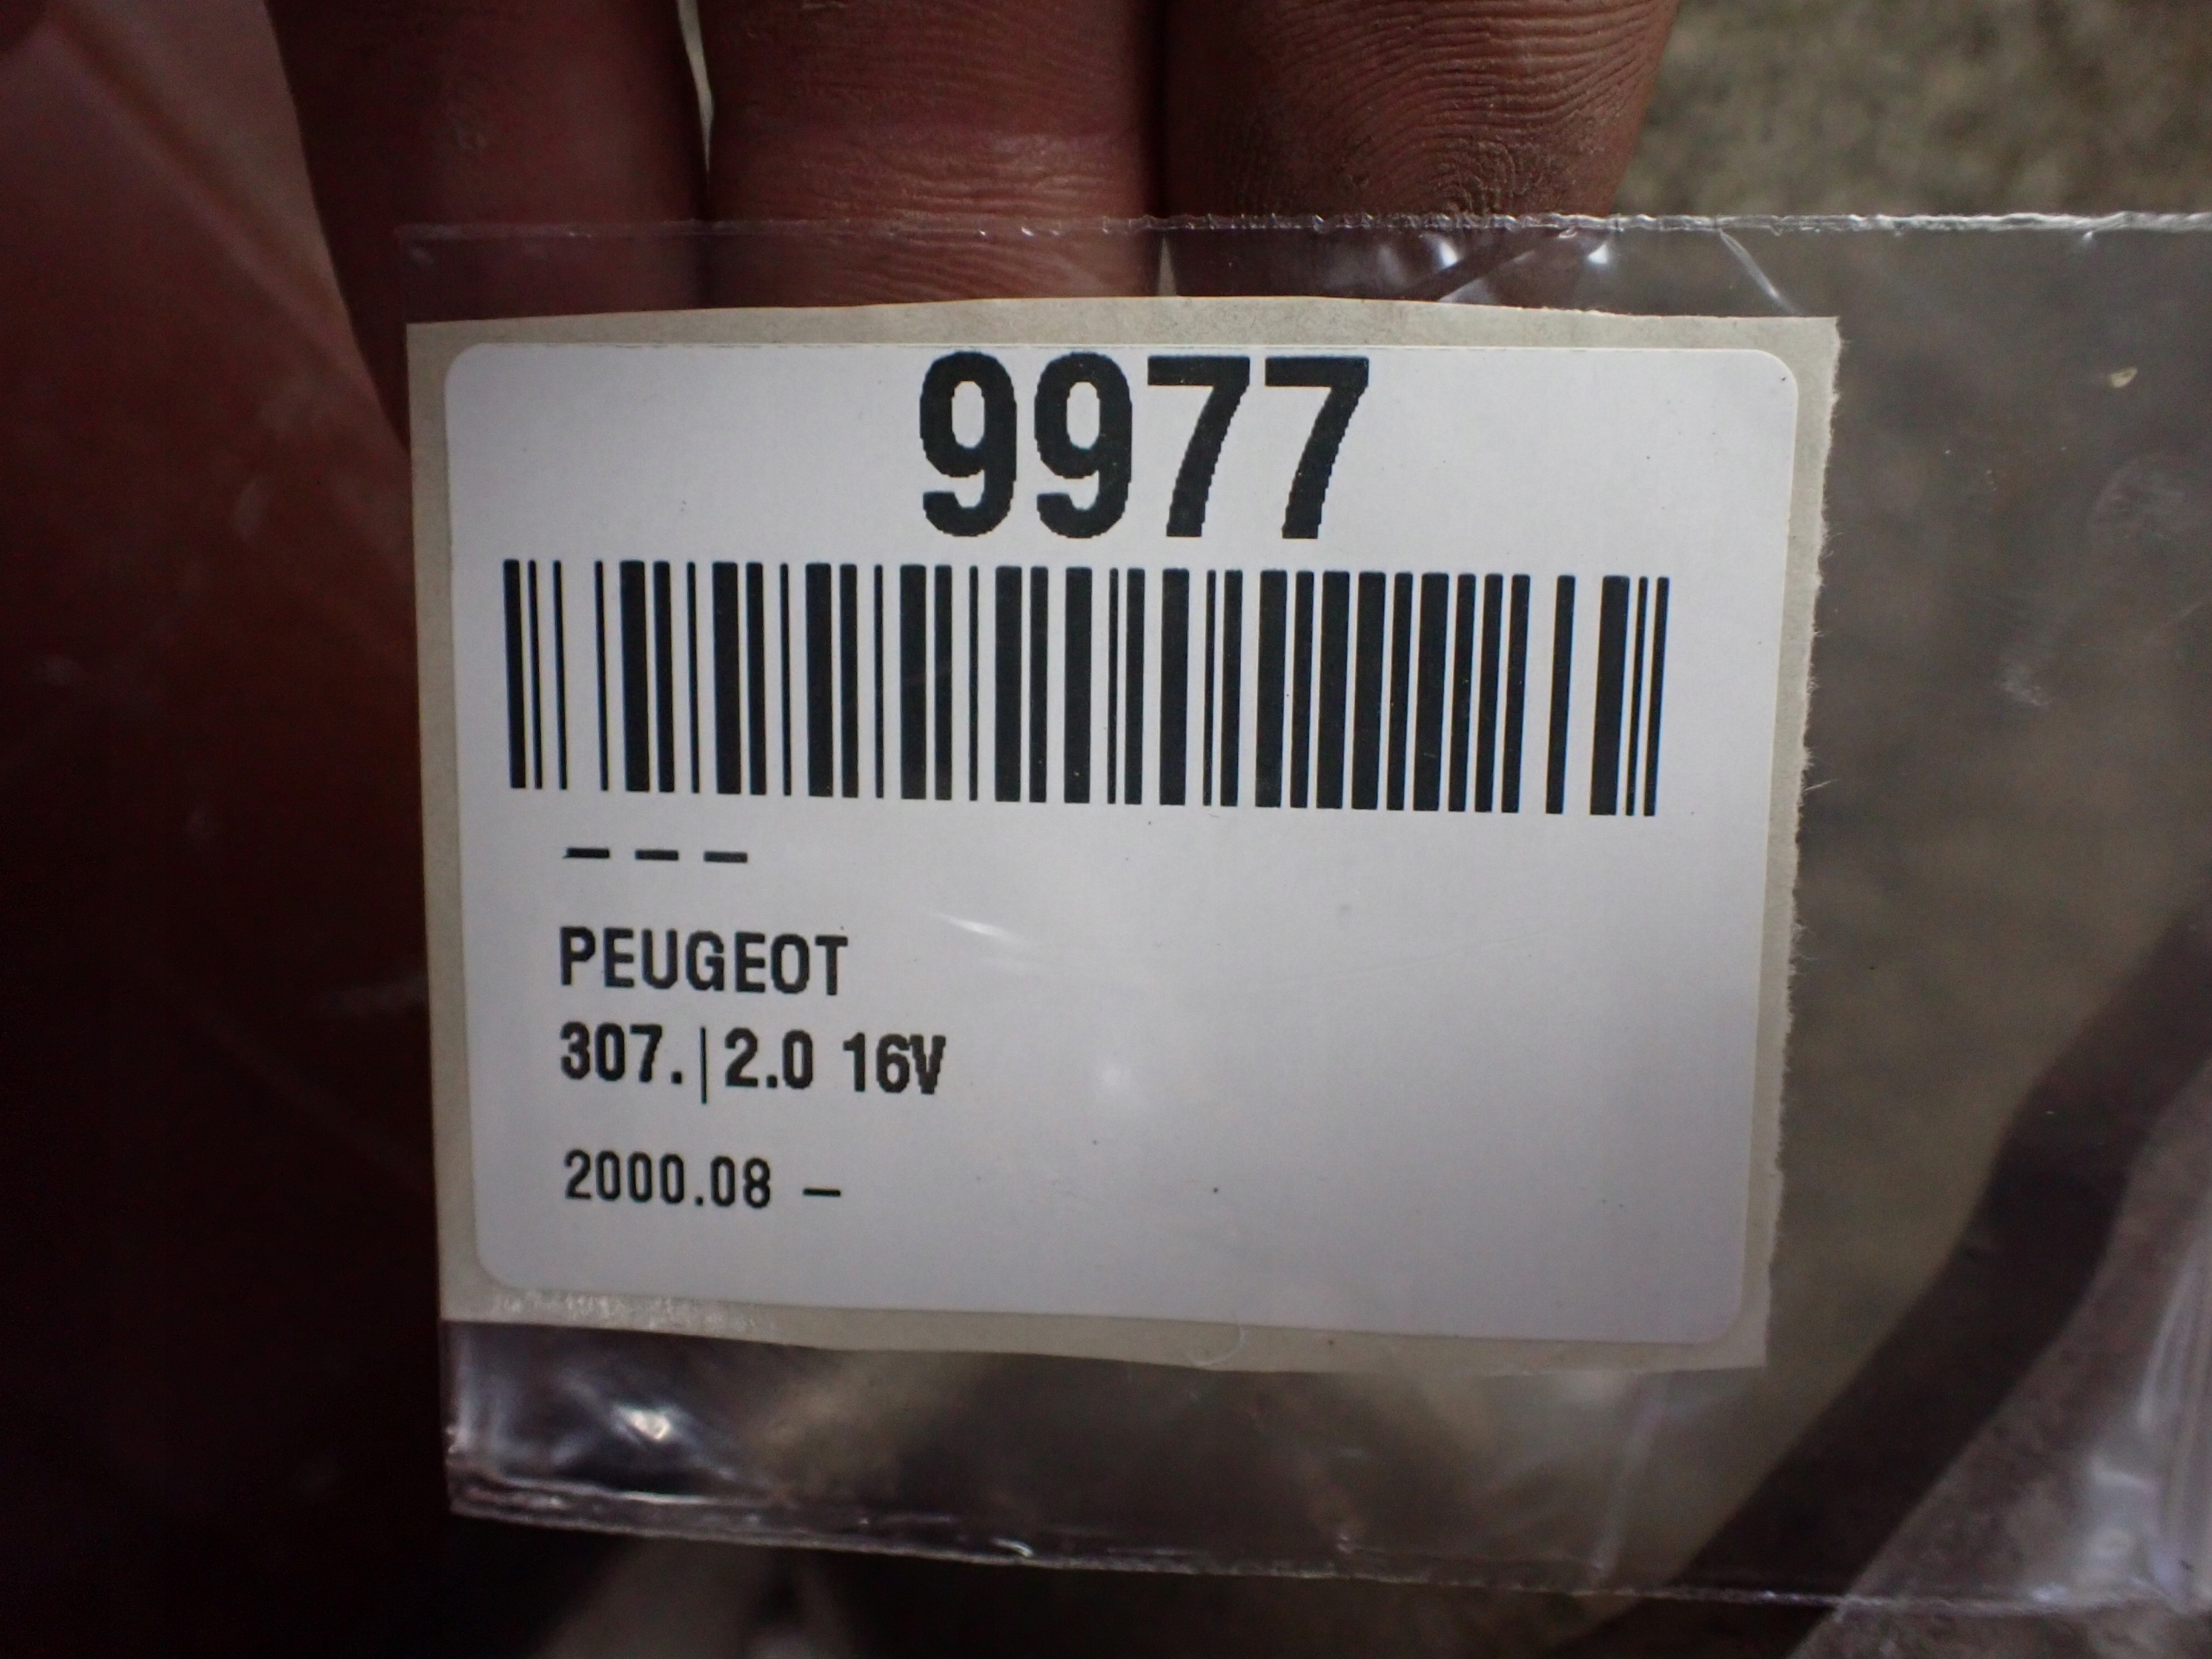 9977
– – –
PEUGEOT
307.|2.0 16V
2000.08 –